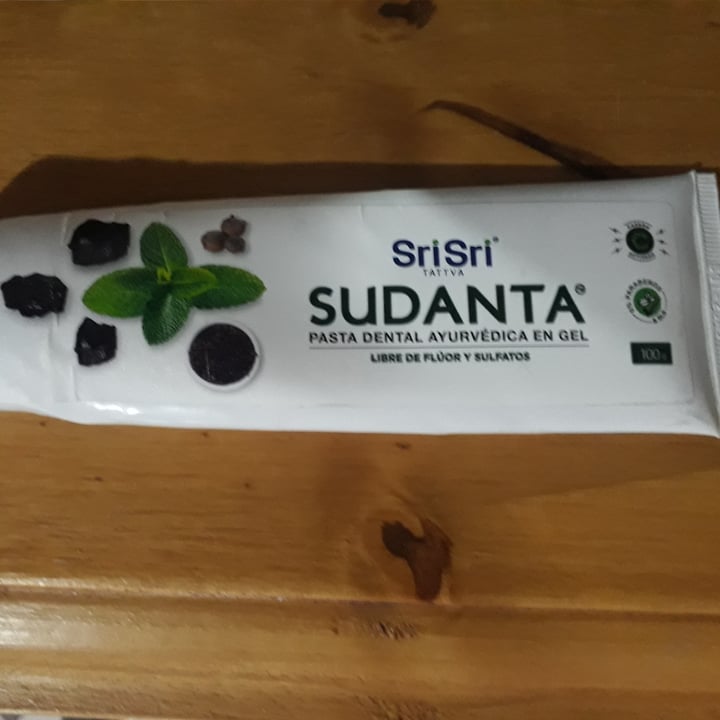 Sri Sri
TATTVA
SUDANTA
PASTA DENTAL AYURVÉDICA EN GEL
LIBRE DE FLÚOR Y SULFATOS
100g